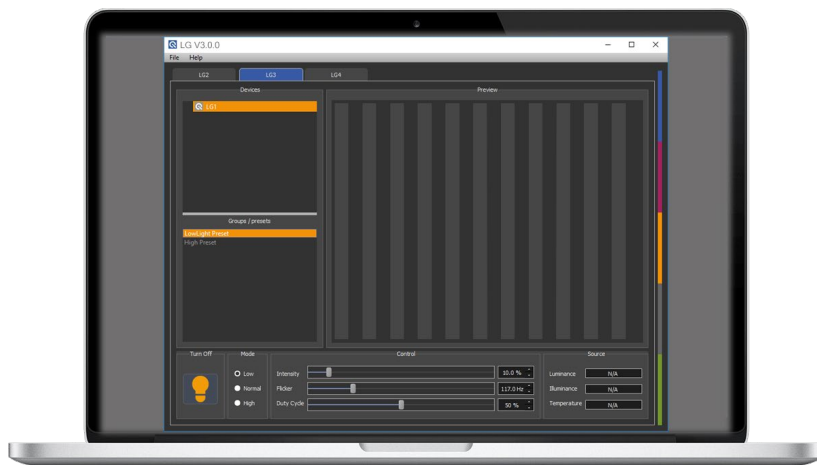 LG V3.0.0
File Help
LG2 LG3 LG4
Devices
LG1
Groups / presets
LowLight Preset
High Preset
Preview
Turn Off
Mode
Low
Normal
High
Control
Intensity 10.0 %
Flicker 117.0 Hz
Duty Cycle 50 %
Source
Luminance N/A
Illuminance N/A
Temperature N/A